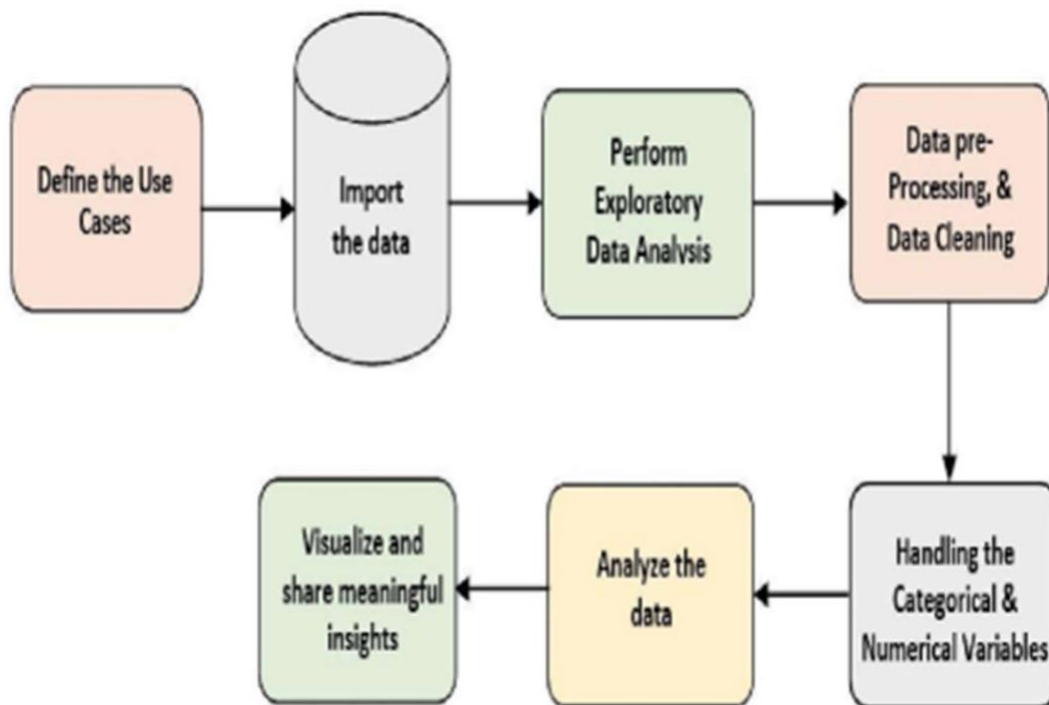 Define the Use
Cases
Import
the data
Perform
Exploratory
Data Analysis
Data pre-
Processing, &
Data Cleaning
Handling the
Categorical &
Numerical Variables
Analyze the
data
Visualize and
share meaningful
insights